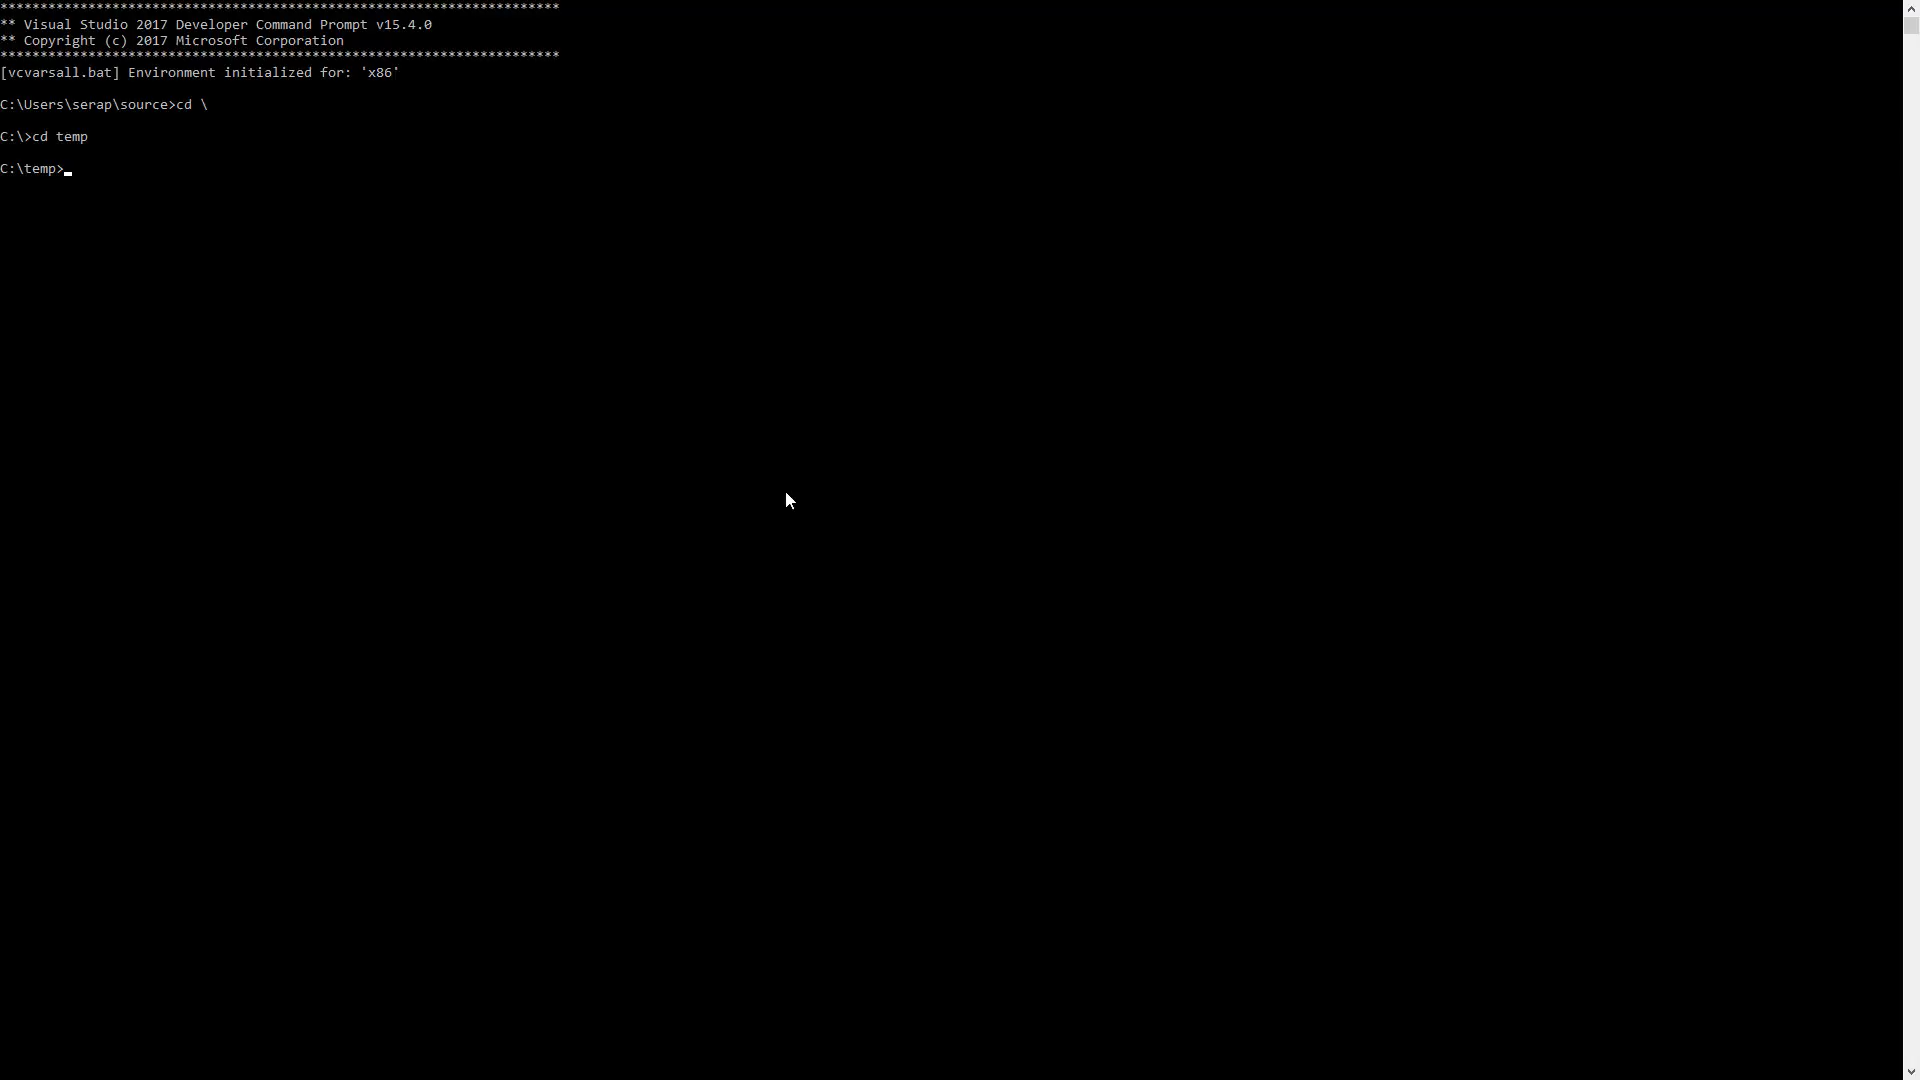 **********************************************************************
** Visual Studio 2017 Developer Command Prompt v15.4.0
** Copyright (c) 2017 Microsoft Corporation
**********************************************************************
[vcvarsall.bat] Environment initialized for: 'x86'
C:\Users\serap\source>cd \
C:\>cd temp
C:\temp>